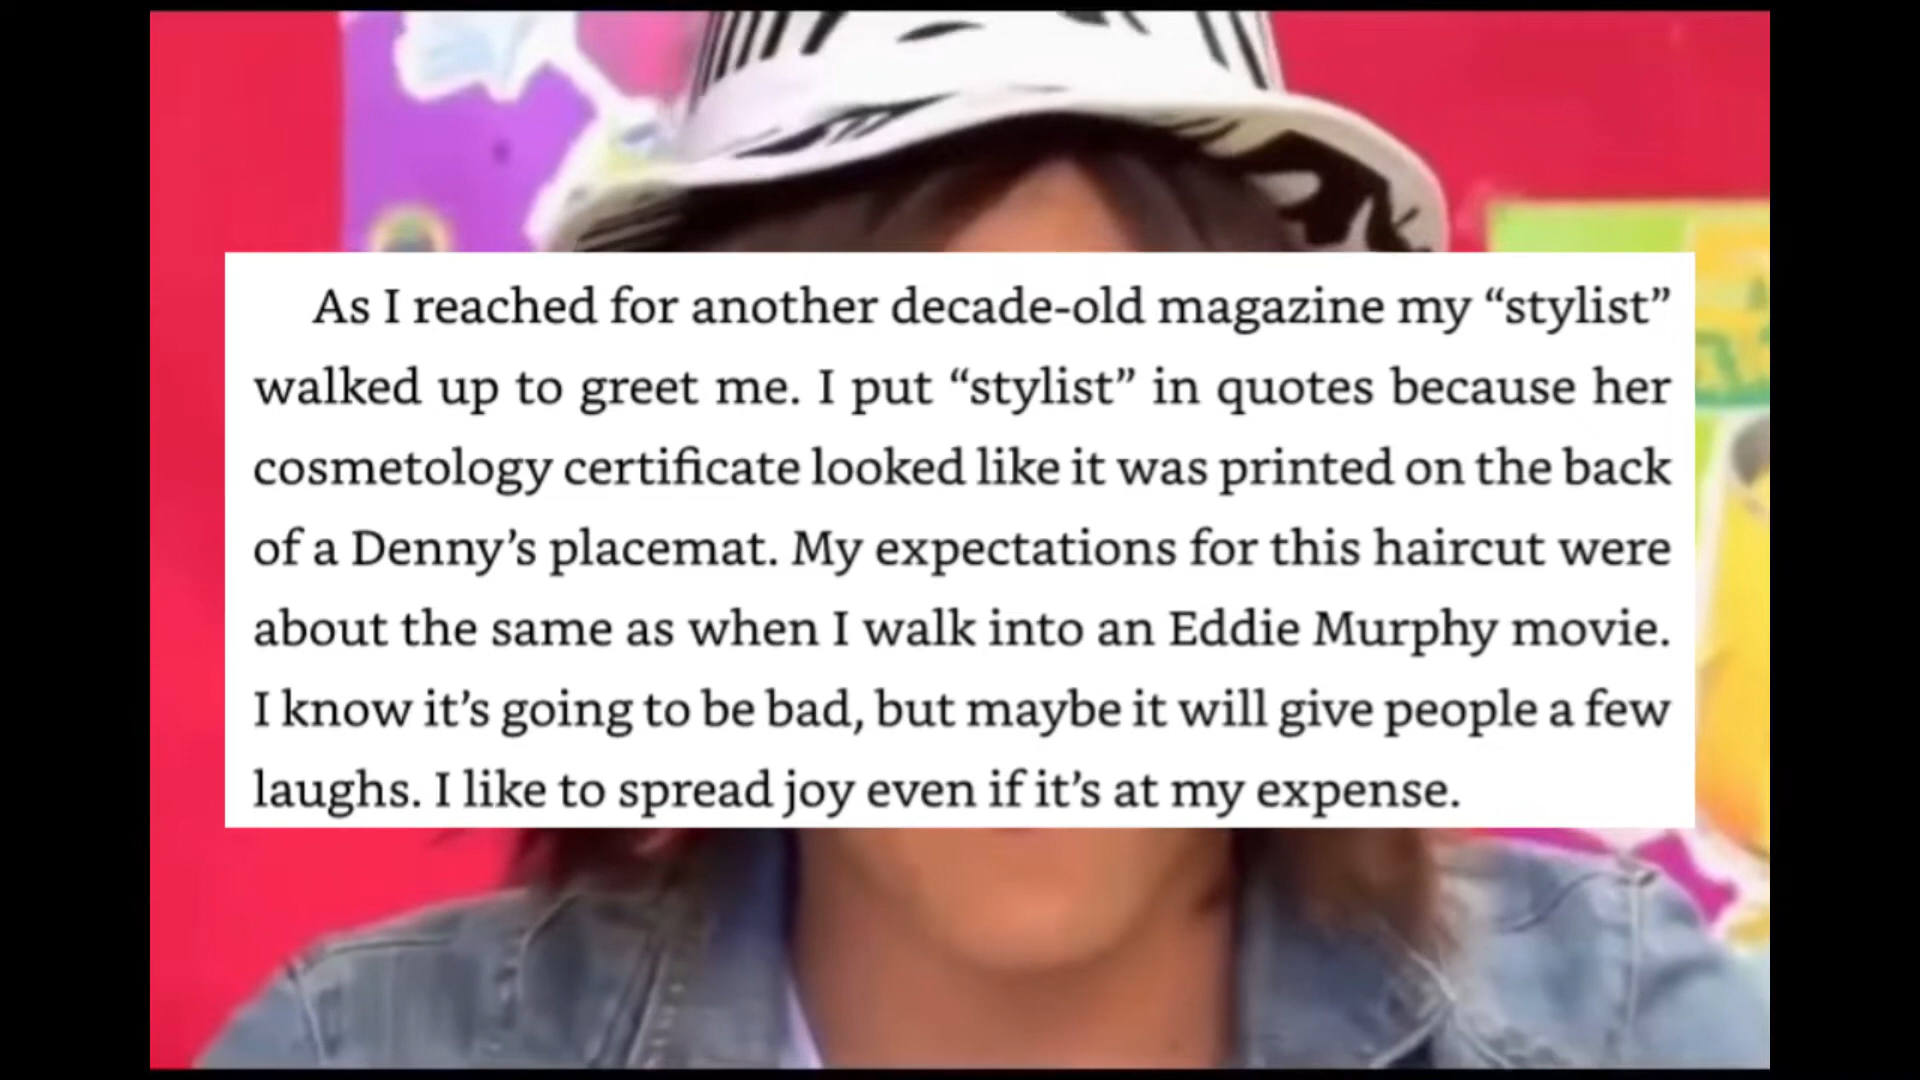 As I reached for another decade-old magazine my “stylist”
walked up to greet me. I put “stylist” in quotes because her
cosmetology certificate looked like it was printed on the back
of a Denny’s placemat. My expectations for this haircut were
about the same as when I walk into an Eddie Murphy movie.
I know it’s going to be bad, but maybe it will give people a few
laughs. I like to spread joy even if it’s at my expense.